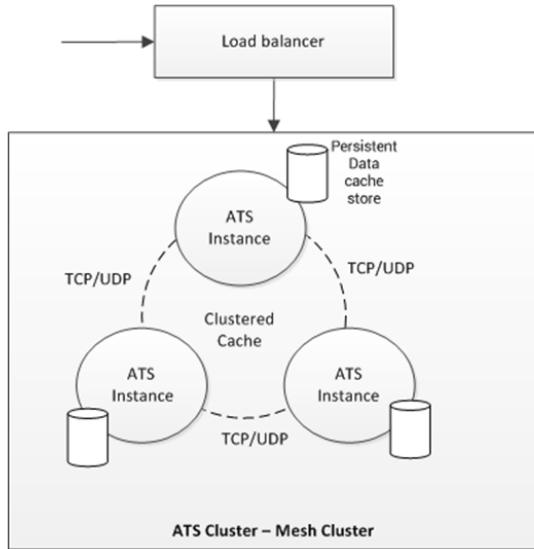 Load balancer
Persistent
Data
cache
store
ATS
Instance
TCP/UDP
TCP/UDP
Clustered
Cache
ATS
Instance
ATS
Instance
TCP/UDP
ATS Cluster – Mesh Cluster